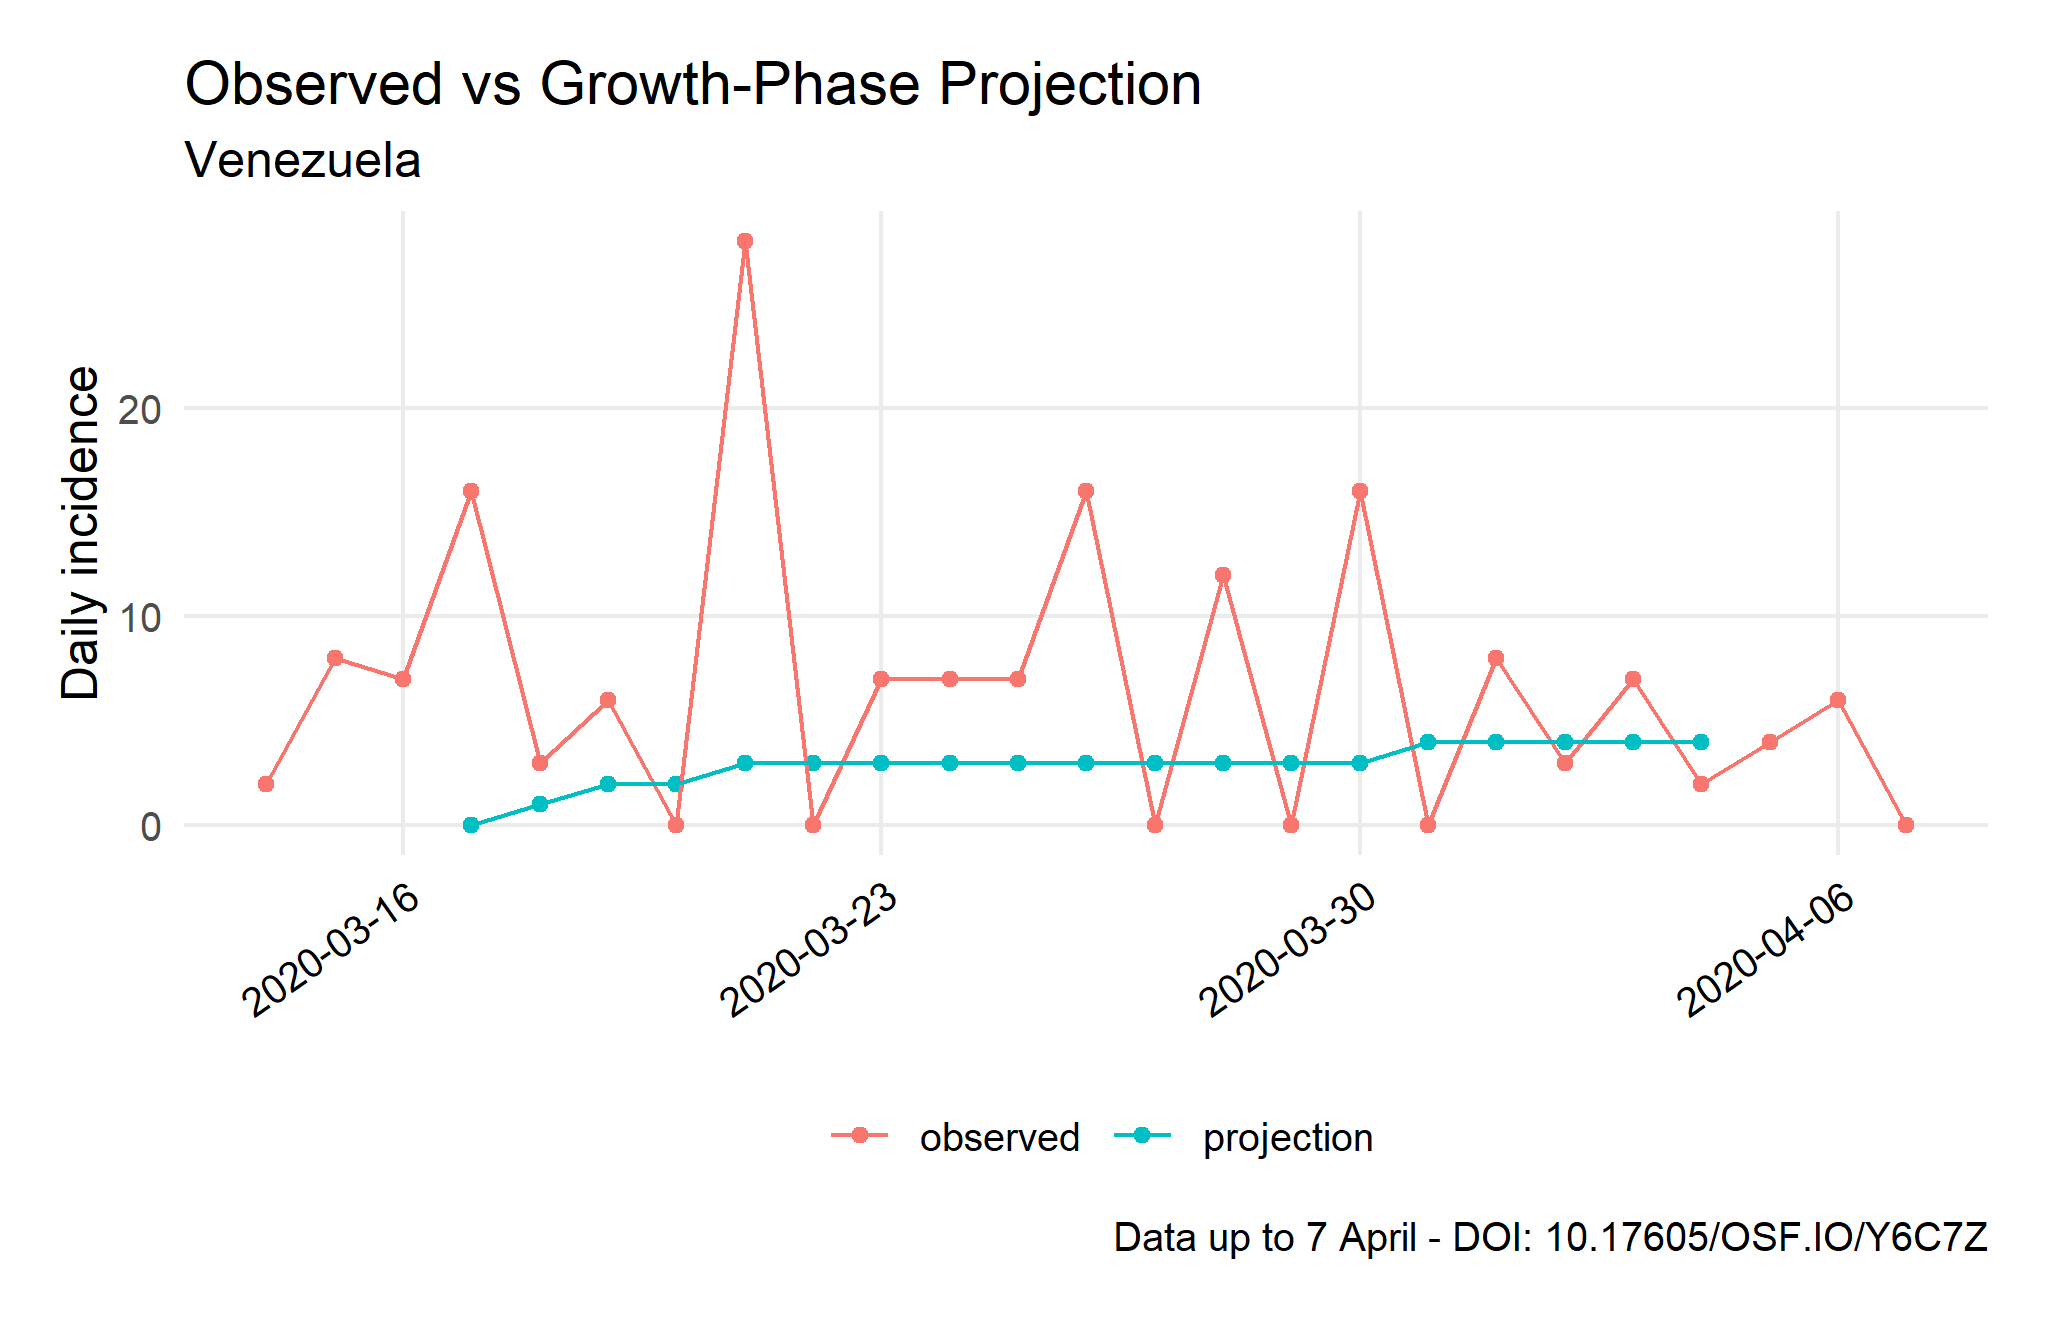 Observed vs Growth-Phase Projection
Venezuela
Daily incidence
20
10
0
2020-03-16
2020-03-23
2020-03-30
2020-04-06
observed
projection
Data up to 7 April - DOI: 10.17605/OSF.IO/Y6C7Z